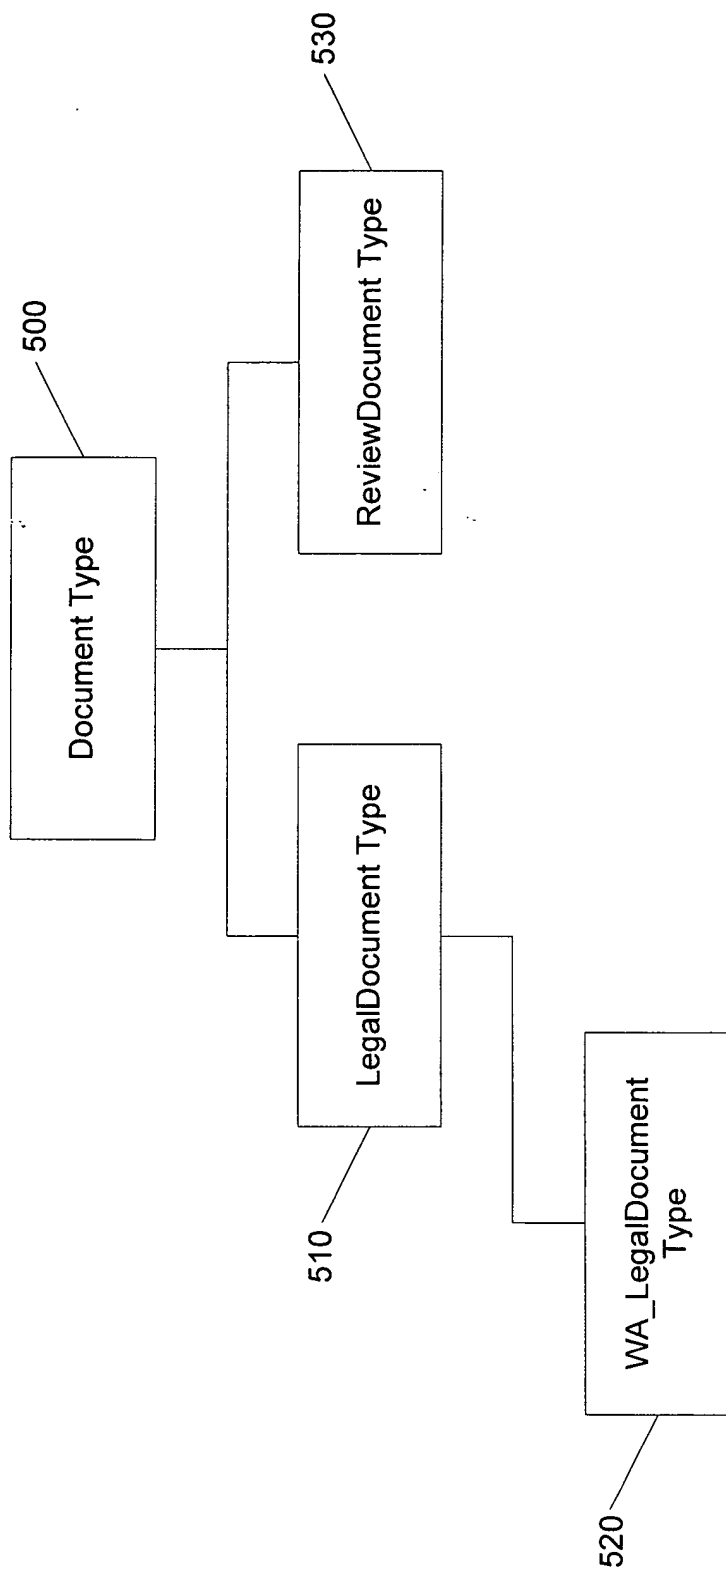 500
Document Type
530
ReviewDocument Type
510
LegalDocument Type
520
WA_LegalDocument
Type